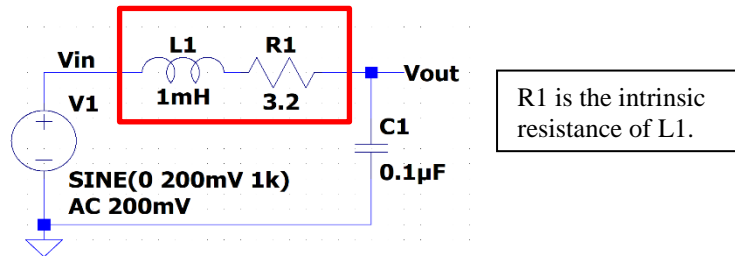 L1
R1
Vin
Vout
1mH
3.2
V1
C1
0.1µF
SINE(0 200mV 1k)
AC 200mV
R1 is the intrinsic
resistance of L1.